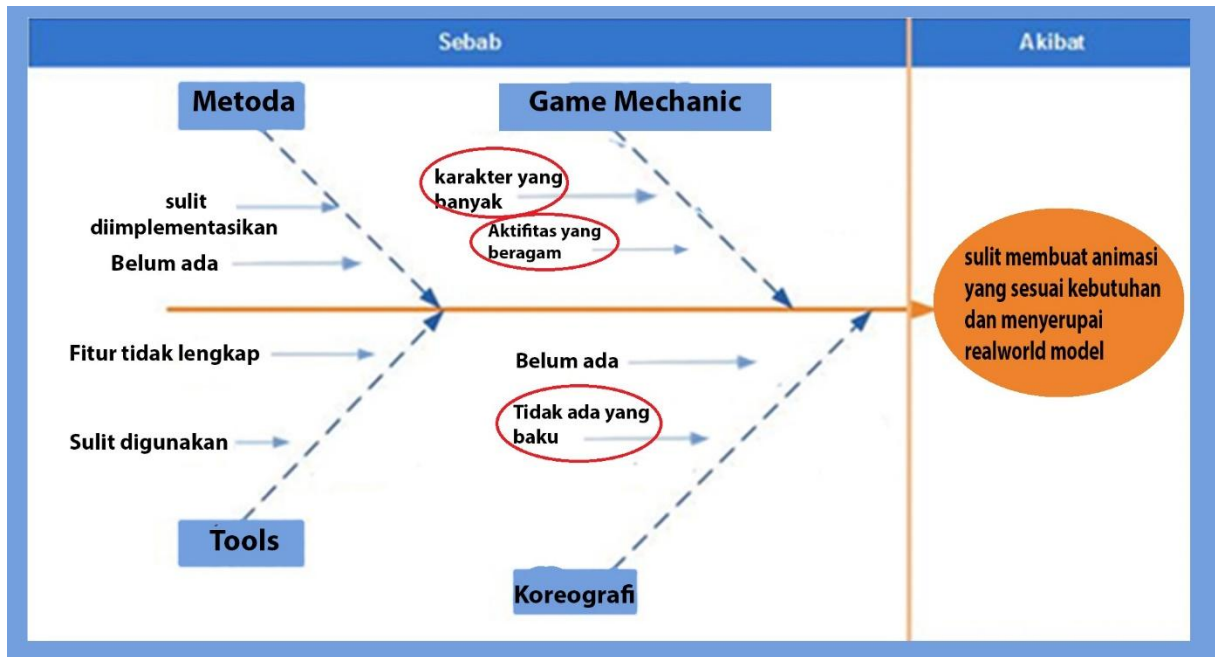 Sebab
Akibat
Metoda
Game Mechanic
sulit
diimplementasikan
Belum ada
karakter yang
banyak
Aktifitas yang
beragam
Fitur tidak lengkap
Sulit digunakan
Tools
Belum ada
Tidak ada yang
baku
Koreografi
sulit membuat animasi
yang sesuai kebutuhan
dan menyerupai
realworld model